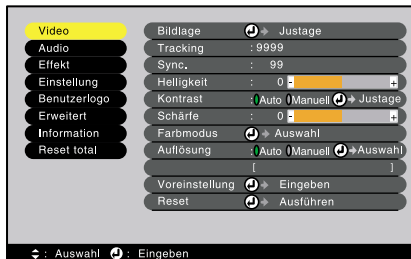 Video
Audio
Effekt
Einstellung
Benutzerlogo
Erweitert
Information
Reset total
Bildlage Justage
Tracking : 9999
Sync. : 99
Helligkeit : 0 - +
Kontrast : Auto Manuell Justage
Schärfe : 0 - +
Farbmodus Auswahl
Auflösung : Auto Manuell Auswahl
[ ]
Voreinstellung Eingeben
Reset Ausführen
: Auswahl : Eingeben